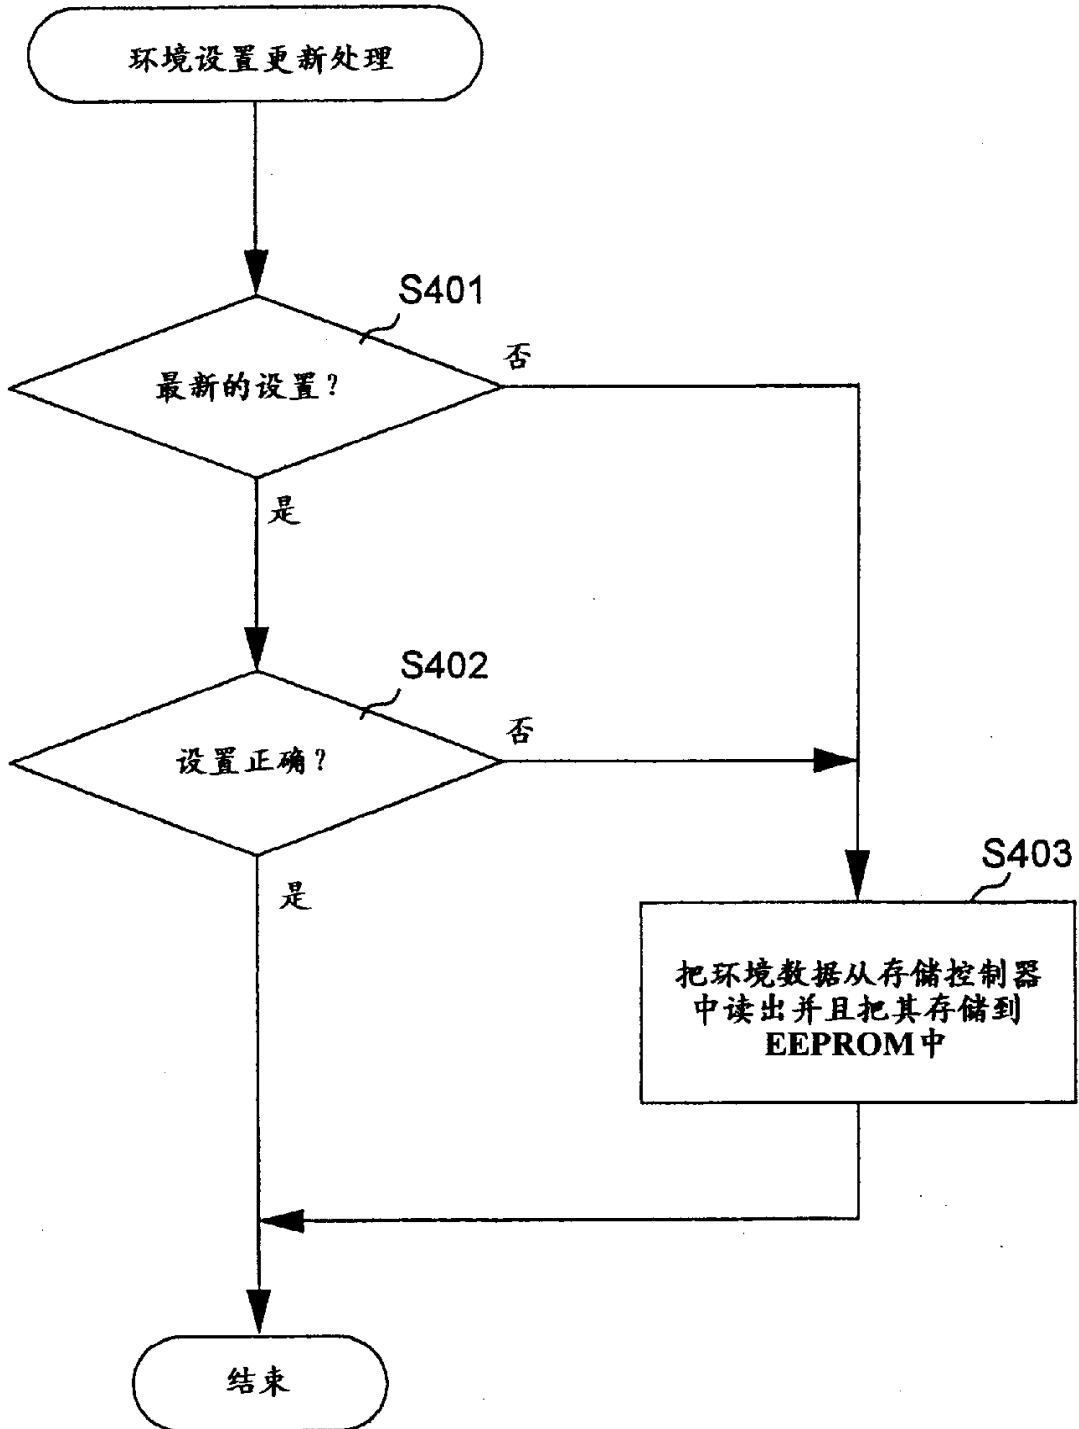 环境设置更新处理
S401
最新的设置?
否
是
S402
设置正确?
否
是
S403
把环境数据从存储控制器
中读出并且把其存储到
EEPROM中
结束